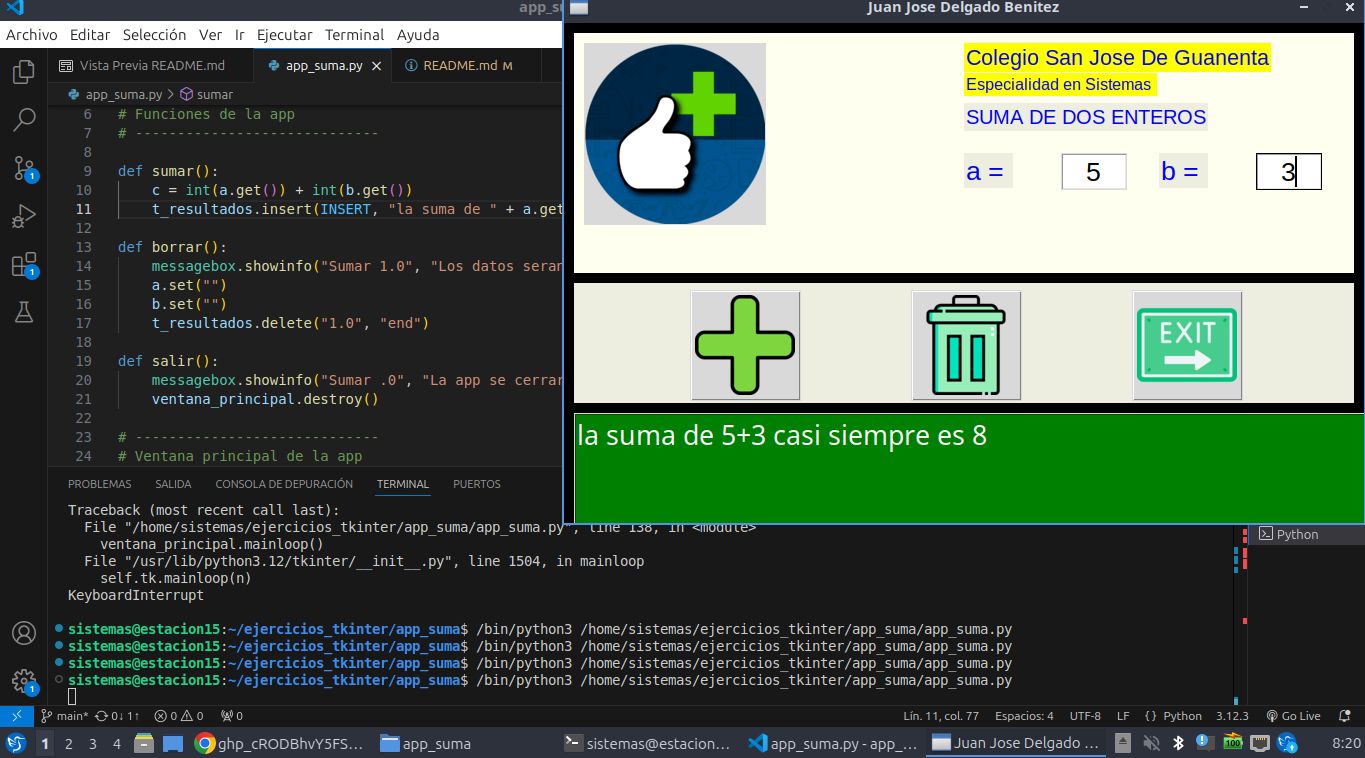 app_su
Juan Jose Delgado Benitez
Archivo Editar Selección Ver Ir Ejecutar Terminal Ayuda
Vista Previa README.md
app_suma.py
README.md M
app_suma.py > sumar
6 # Funciones de la app
7 # -----------------------------
8
9 def sumar():
10 c = int(a.get()) + int(b.get())
11 t_resultados.insert(INSERT, "la suma de " + a.get
12
13 def borrar():
14 messagebox.showinfo("Sumar 1.0", "Los datos seran
15 a.set("")
16 b.set("")
17 t_resultados.delete("1.0", "end")
18
19 def salir():
20 messagebox.showinfo("Sumar .0", "La app se cerrar
21 ventana_principal.destroy()
22
23 # -----------------------------
24 # Ventana principal de la app
Colegio San Jose De Guanenta
Especialidad en Sistemas
SUMA DE DOS ENTEROS
a = 5 b = 3
EXIT
la suma de 5+3 casi siempre es 8
PROBLEMAS SALIDA CONSOLA DE DEPURACIÓN TERMINAL PUERTOS
Traceback (most recent call last):
File "/home/sistemas/ejercicios_tkinter/app_suma/app_suma.py", line 138, in <module>
ventana_principal.mainloop()
File "/usr/lib/python3.12/tkinter/__init__.py", line 1504, in mainloop
self.tk.mainloop(n)
KeyboardInterrupt
Python
sistemas@estacion15:~/ejercicios_tkinter/app_suma$ /bin/python3 /home/sistemas/ejercicios_tkinter/app_suma/app_suma.py
sistemas@estacion15:~/ejercicios_tkinter/app_suma$ /bin/python3 /home/sistemas/ejercicios_tkinter/app_suma/app_suma.py
sistemas@estacion15:~/ejercicios_tkinter/app_suma$ /bin/python3 /home/sistemas/ejercicios_tkinter/app_suma/app_suma.py
sistemas@estacion15:~/ejercicios_tkinter/app_suma$ /bin/python3 /home/sistemas/ejercicios_tkinter/app_suma/app_suma.py
1
1
1
main* 0↓ 1↑ 0 0 0 Lín. 11, col. 77 Espacios: 4 UTF-8 LF {} Python 3.12.3 Go Live
1 2 3 4 ghp_cRODBhvY5FS... app_suma sistemas@estacion... app_suma.py - app_... Juan Jose Delgado ... 100 8:20